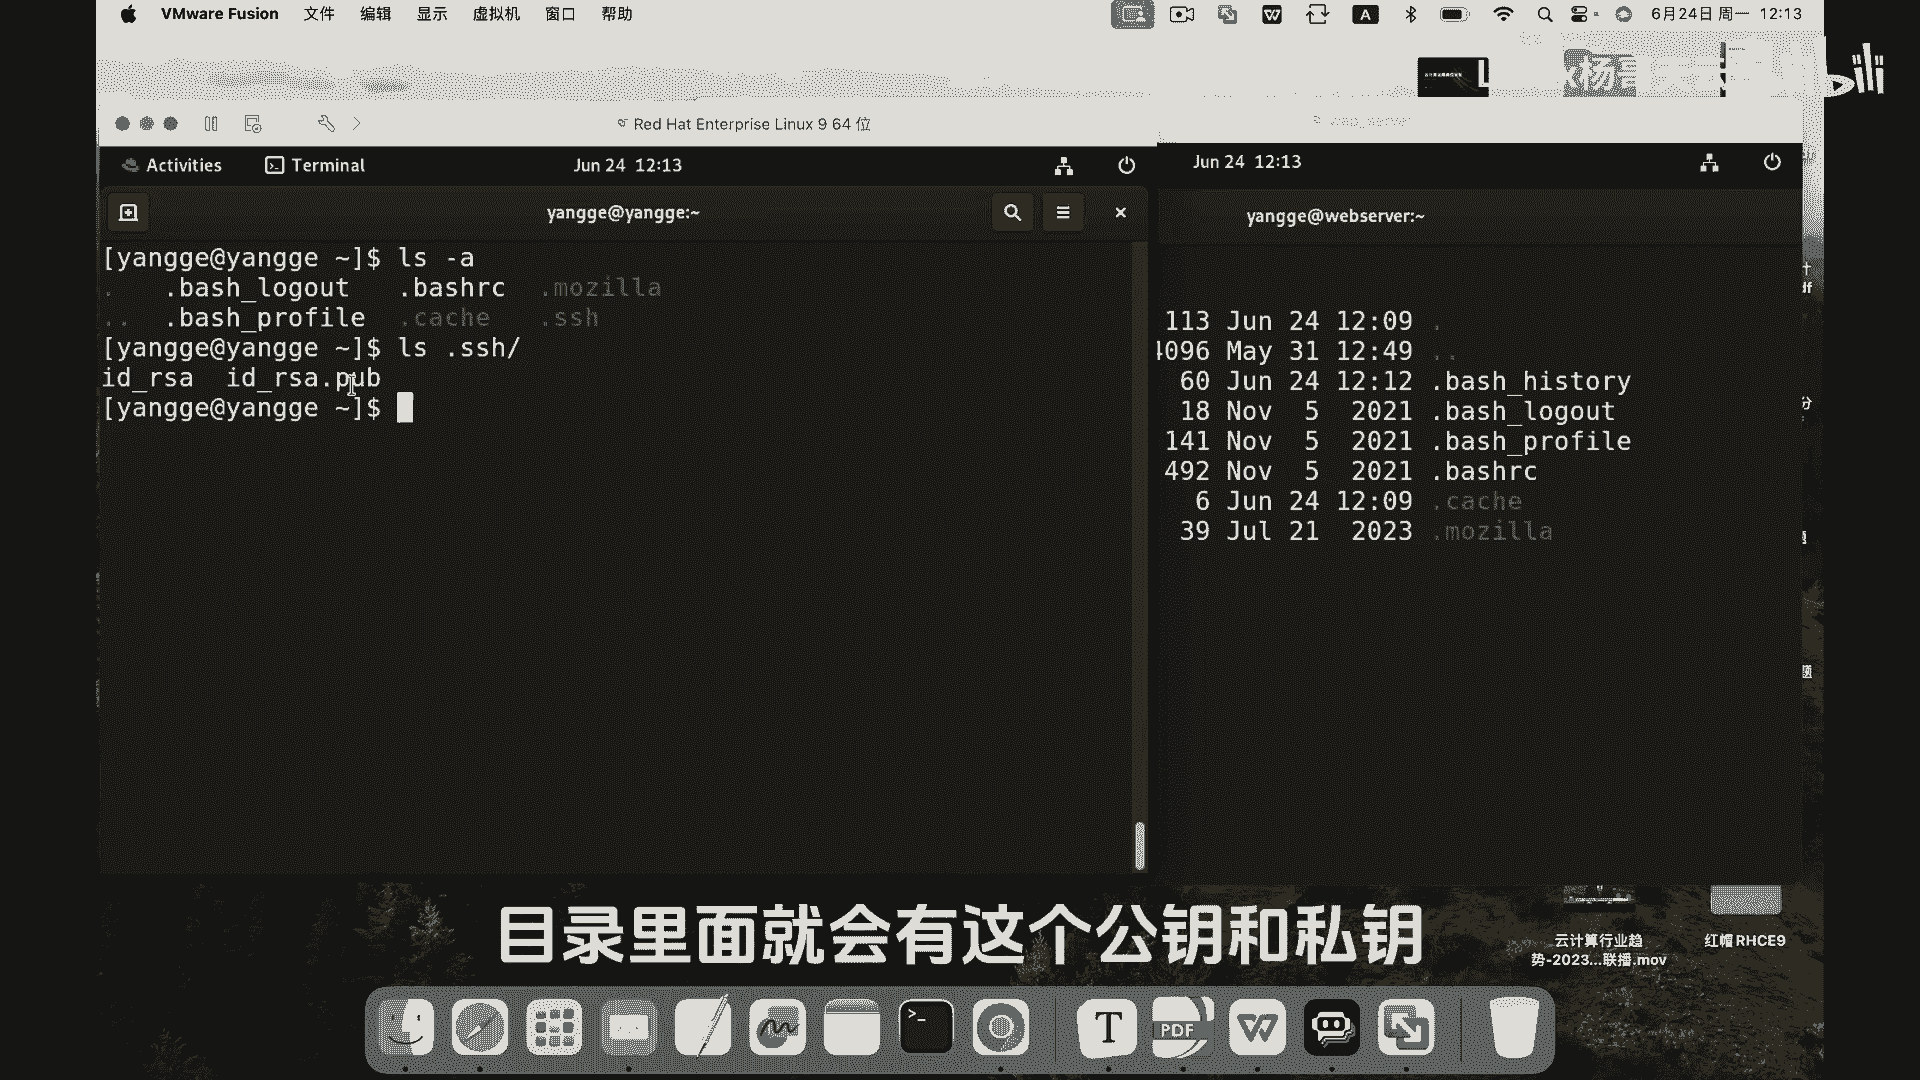 VMware Fusion 文件 编辑 显示 虚拟机 窗口 帮助 A 6月24日 周一 12:13
Red Hat Enterprise Linux 9 64 位
Activities Terminal Jun 24 12:13
yangge@yangge:~
[yangge@yangge ~]$ ls -a
. .bash_logout .bashrc .mozilla
.. .bash_profile .cache .ssh
[yangge@yangge ~]$ ls .ssh/
id_rsa id_rsa.pub
[yangge@yangge ~]$
Jun 24 12:13
yangge@webserver:~
113 Jun 24 12:09 .
4096 May 31 12:49 ..
60 Jun 24 12:12 .bash_history
18 Nov 5 2021 .bash_logout
141 Nov 5 2021 .bash_profile
492 Nov 5 2021 .bashrc
6 Jun 24 12:09 .cache
39 Jul 21 2023 .mozilla
目录里面就会有这个公钥和私钥
云计算行业趋
势-2023...联播.mov
红帽RHCE9
T PDF